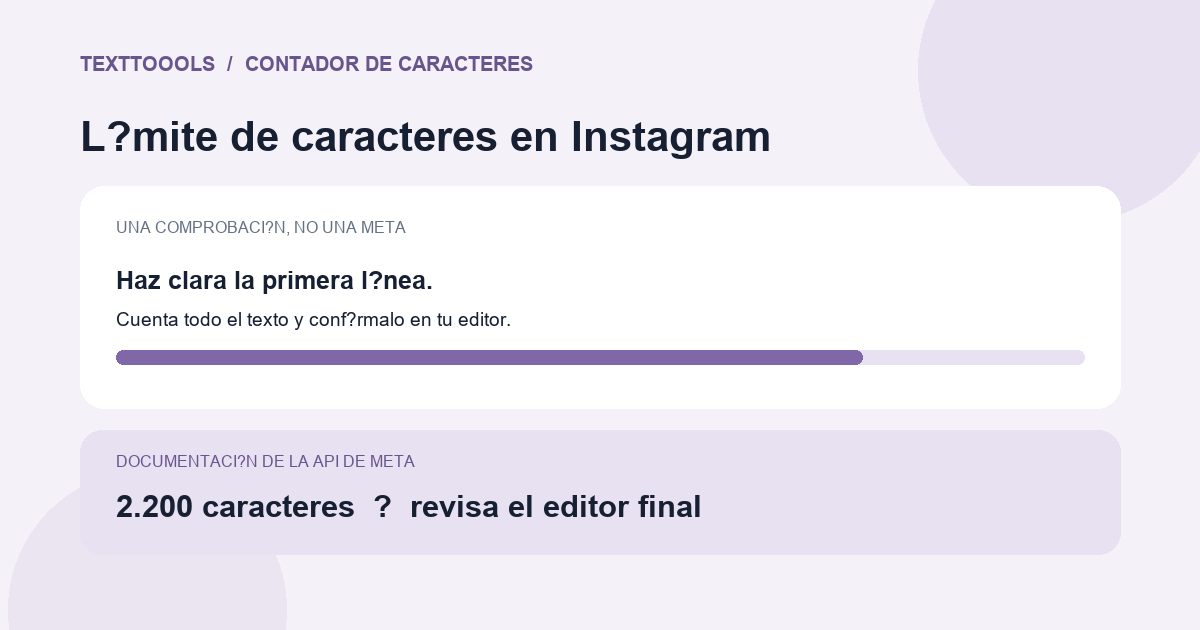 TEXTTOOOLS / CONTADOR DE CARACTERES
L?mite de caracteres en Instagram
UNA COMPROBACI?N, NO UNA META
Haz clara la primera l?nea.
Cuenta todo el texto y conf?rmalo en tu editor.
DOCUMENTACI?N DE LA API DE META
2.200 caracteres ? revisa el editor final